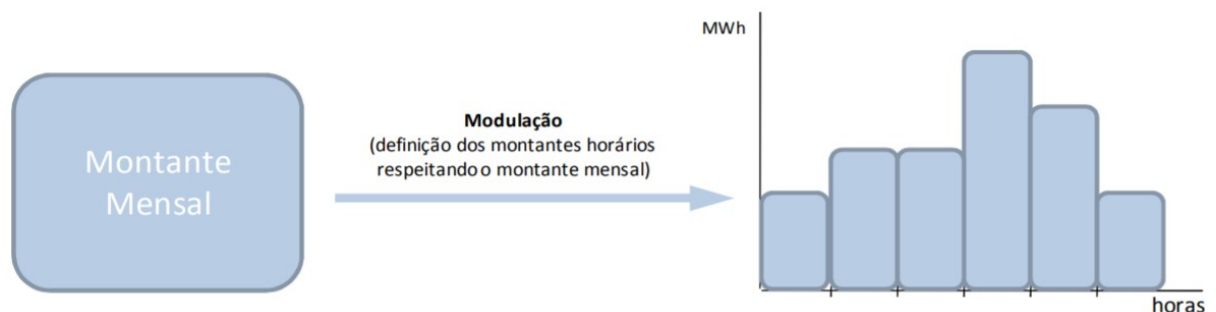 Montante
Mensal
Modulação
(definição dos montantes horários
respeitando o montante mensal)
MWh
horas